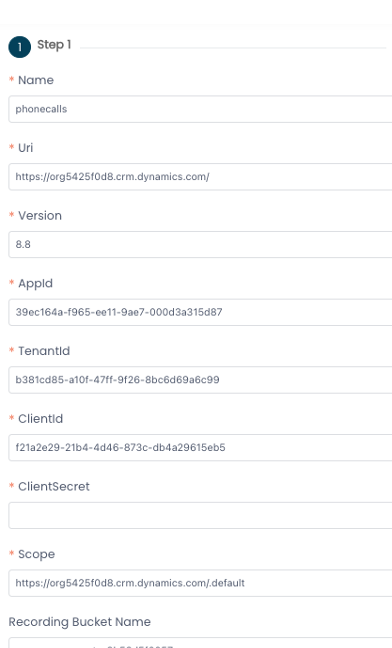 1 Step 1
* Name
phonecalls
* Uri
https://org5425f0d8.crm.dynamics.com/
* Version
8.8
* AppId
39ec164a-f965-ee11-9ae7-000d3a315d87
* TenantId
b381cd85-a10f-47ff-9f26-8bc6d69a6c99
* ClientId
f21a2e29-21b4-4d46-873c-db4a29615eb5
* ClientSecret
* Scope
https://org5425f0d8.crm.dynamics.com/.default
Recording Bucket Name